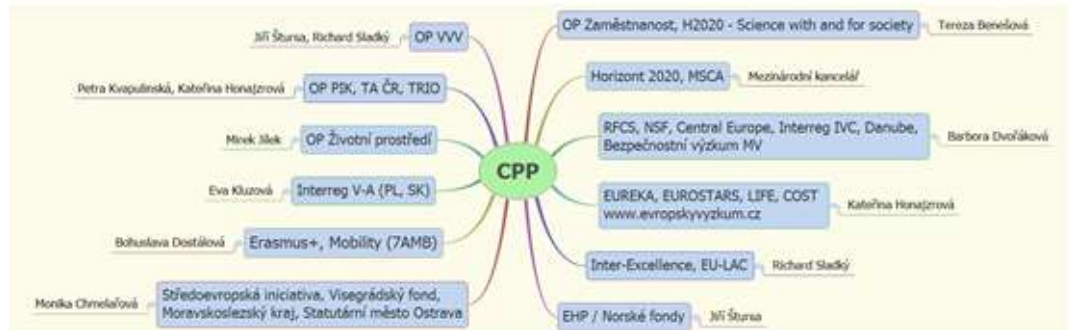 Jiří Štursa, Richard Sladký
OP VVV
Petra Kvapulinská, Kateřina Honajzrová
OP PIK, TA ČR, TRIO
Mirek Jílek
OP Životní prostředí
Eva Kluzová
Interreg V-A (PL, SK)
Bohuslava Dostálová
Erasmus+, Mobility (7AMB)
Monika Chmelařová
Středoevropská iniciativa, Visegrádský fond,
Moravskoslezský kraj, Statutární město Ostrava
CPP
OP Zaměstnanost, H2020 - Science with and for society
Tereza Benešová
Horizont 2020, MSCA
Mezinárodní kancelář
RFCS, NSF, Central Europe, Interreg IVC, Danube,
Bezpečnostní výzkum MV
Barbora Dvořáková
EUREKA, EUROSTARS, LIFE, COST
www.evropskyvyzkum.cz
Kateřina Honajzrová
Inter-Excellence, EU-LAC
Richard Sladký
EHP / Norské fondy
Jiří Štursa